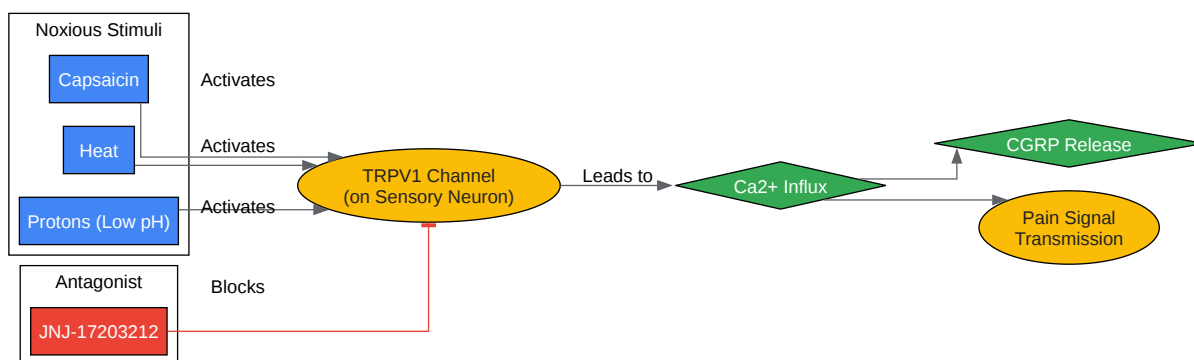 Noxious Stimuli
Capsaicin
Activates
Heat
Activates
Protons (Low pH)
Activates
TRPV1 Channel
(on Sensory Neuron)
Leads to
Ca2+ Influx
CGRP Release
Pain Signal
Transmission
Antagonist
Blocks
JNJ-17203212